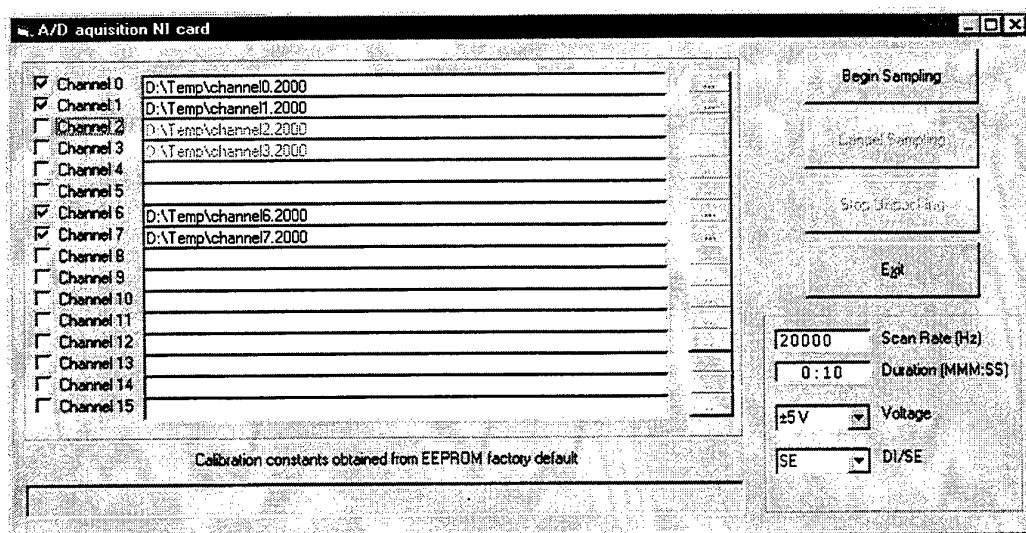 A/D aquisition NI card
Channel 0 D:\Temp\channel0.2000 ...
Channel 1 D:\Temp\channel1.2000 ...
Channel 2 D:\Temp\channel2.2000
Channel 3 D:\Temp\channel3.2000
Channel 4
Channel 5
Channel 6 D:\Temp\channel6.2000 ...
Channel 7 D:\Temp\channel7.2000 ...
Channel 8
Channel 9
Channel 10
Channel 11
Channel 12
Channel 13
Channel 14
Channel 15
Calibration constants obtained from EEPROM factory default
Begin Sampling
Cancel Sampling
Stop
Exit
20000 Scan Rate (Hz)
0:10 Duration (MMM:SS)
±5 V Voltage
SE DI/SE